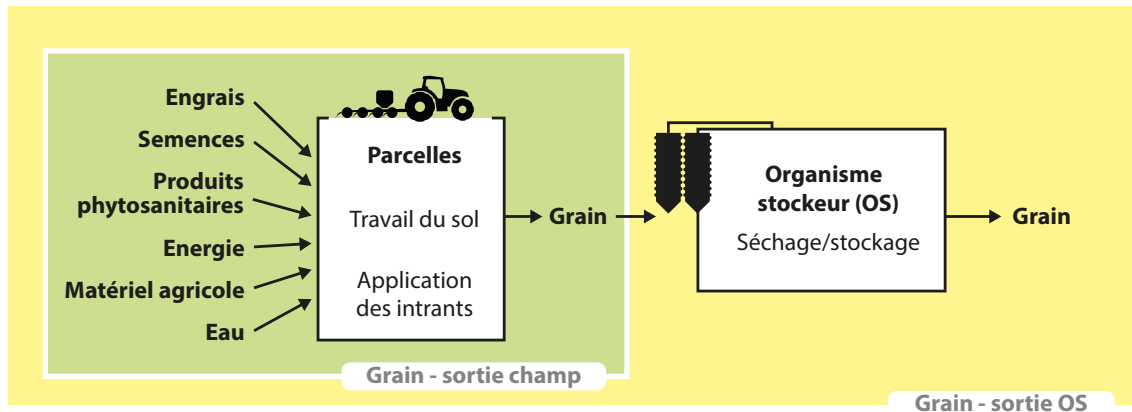 Engrais
Semences
Produits
phytosanitaires
Energie
Matériel agricole
Eau
Parcelles
Travail du sol
Application
des intrants
Grain
Organisme
stockeur (OS)
Séchage/stockage
Grain
Grain - sortie champ
Grain - sortie OS